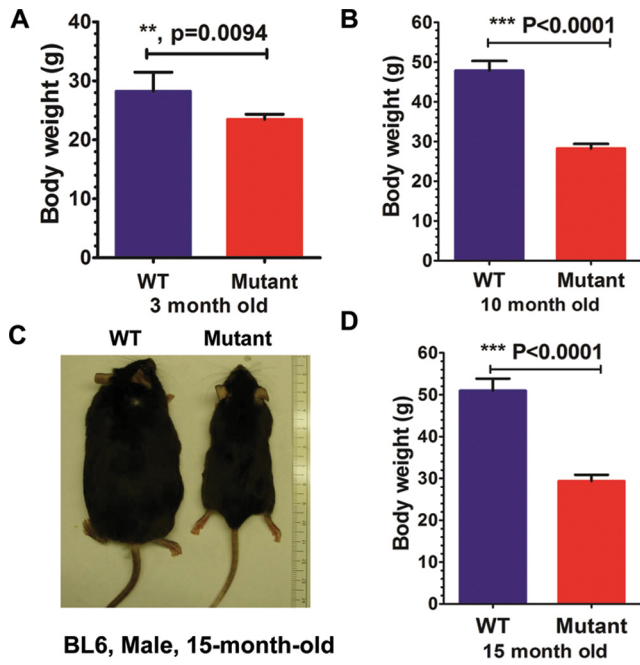 A
**, p=0.0094
Body weight (g)
40
30
20
10
0
WT
Mutant
3 month old
B
*** P<0.0001
Body weight (g)
60
50
40
30
20
10
0
WT
Mutant
10 month old
C
WT
Mutant
BL6, Male, 15-month-old
D
*** P<0.0001
Body weight (g)
60
50
40
30
20
10
0
WT
Mutant
15 month old